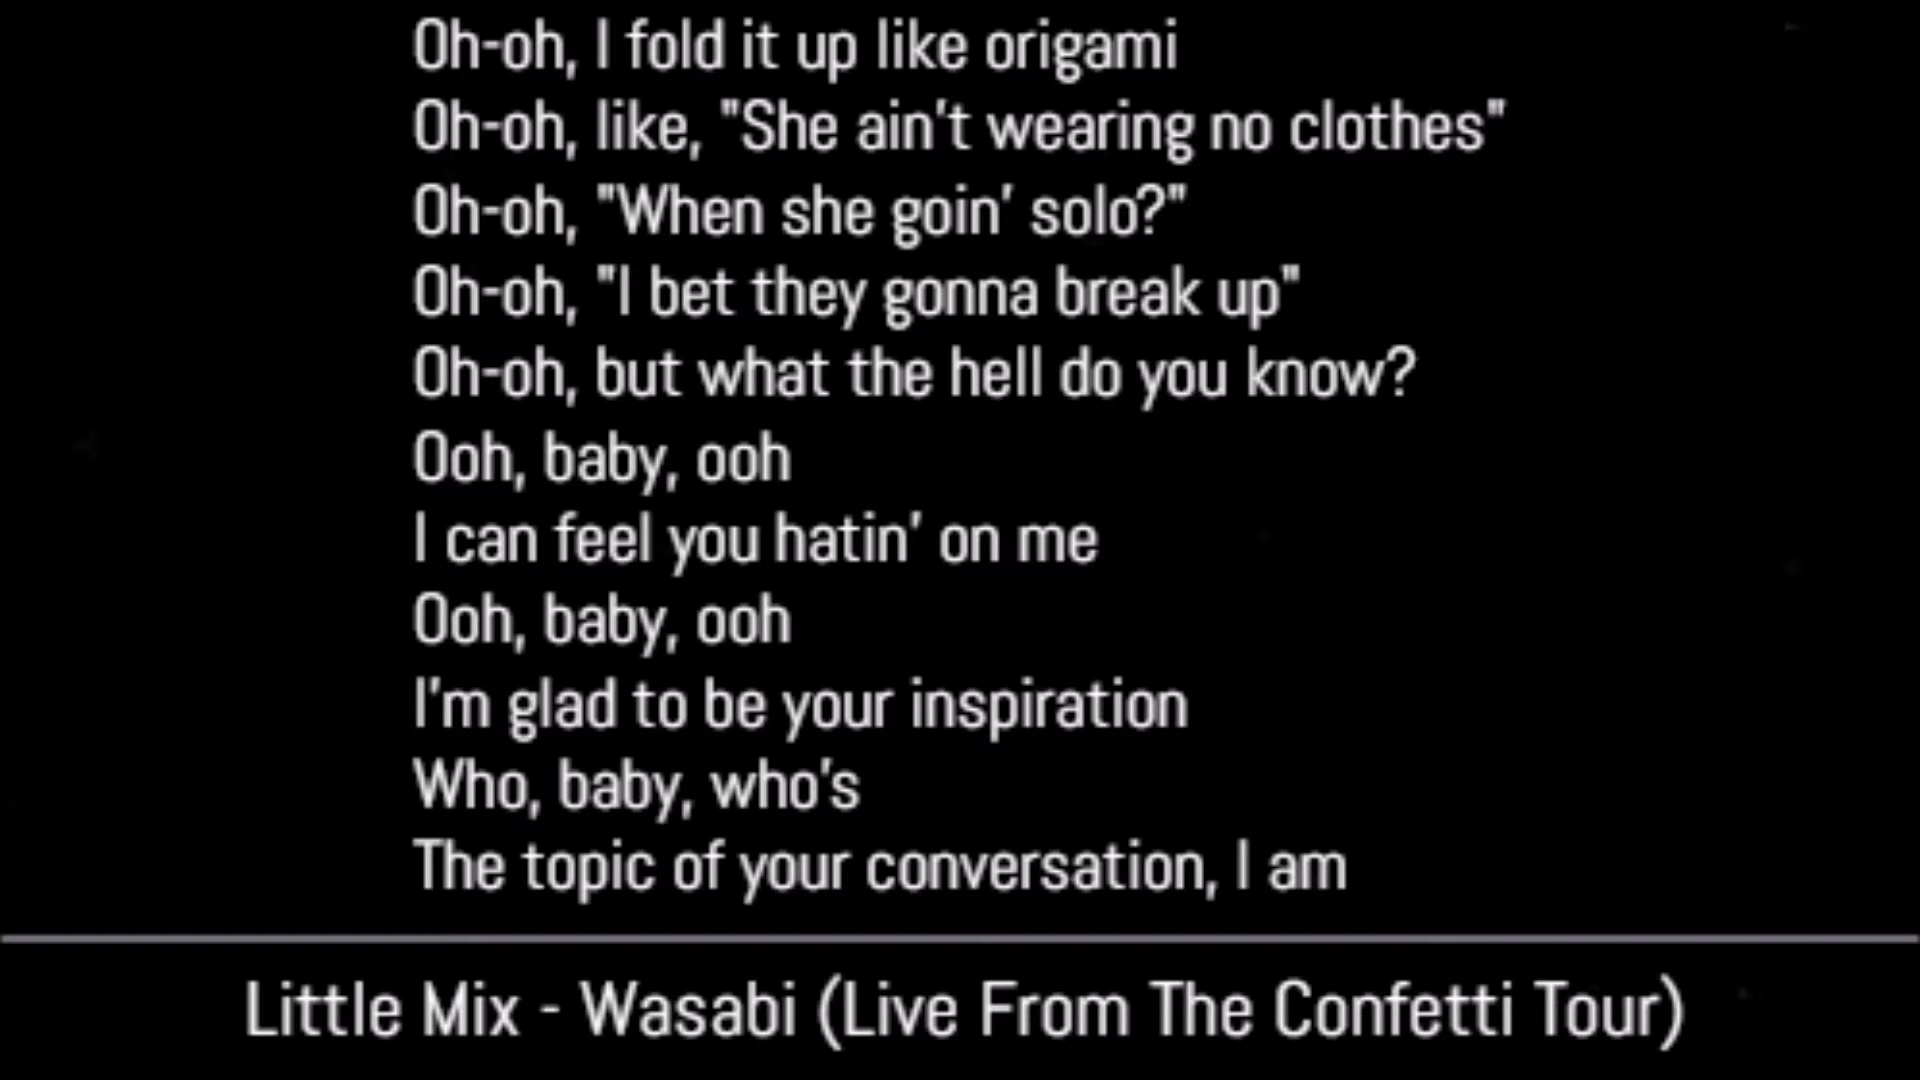 Oh-oh, I fold it up like origami
Oh-oh, like, "She ain't wearing no clothes"
Oh-oh, "When she goin' solo?"
Oh-oh, "I bet they gonna break up"
Oh-oh, but what the hell do you know?
Ooh, baby, ooh
I can feel you hatin' on me
Ooh, baby, ooh
I'm glad to be your inspiration
Who, baby, who's
The topic of your conversation, I am
Little Mix - Wasabi (Live From The Confetti Tour)